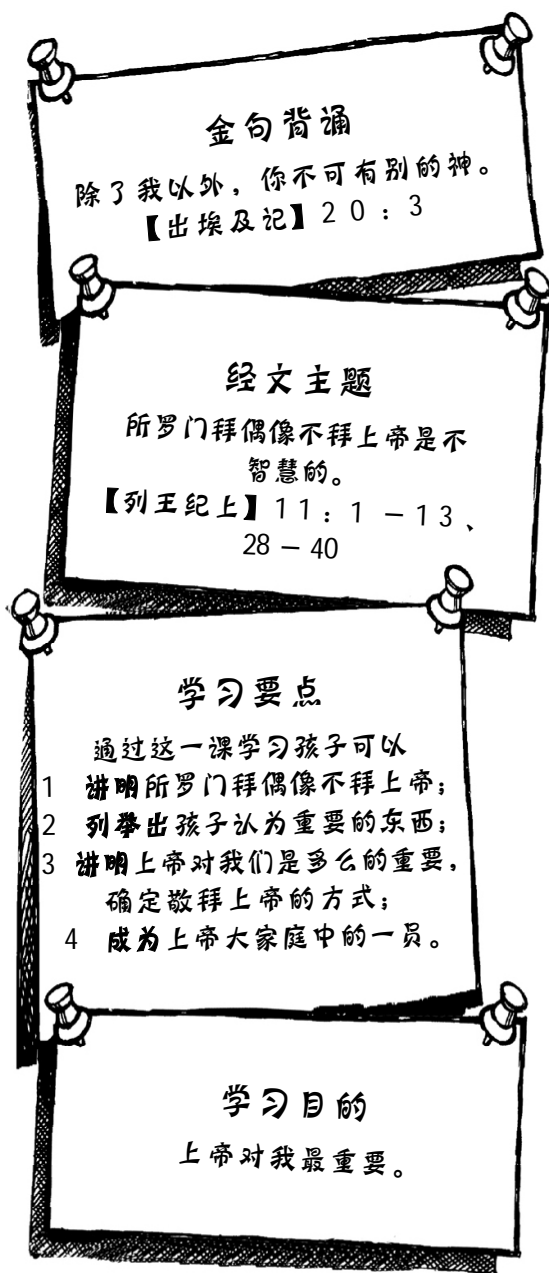 金句背诵
除了我以外，你不可有别的神。
【出埃及记】20：3
经文主题
所罗门拜偶像不拜上帝是不
智慧的。
【列王纪上】11：1－13、
28－40
学习要点
通过这一课学习孩子可以
1 讲明所罗门拜偶像不拜上帝；
2 列举出孩子认为重要的东西；
3 讲明上帝对我们是多么的重要，
确定敬拜上帝的方式；
4 成为上帝大家庭中的一员。
学习目的
上帝对我最重要。